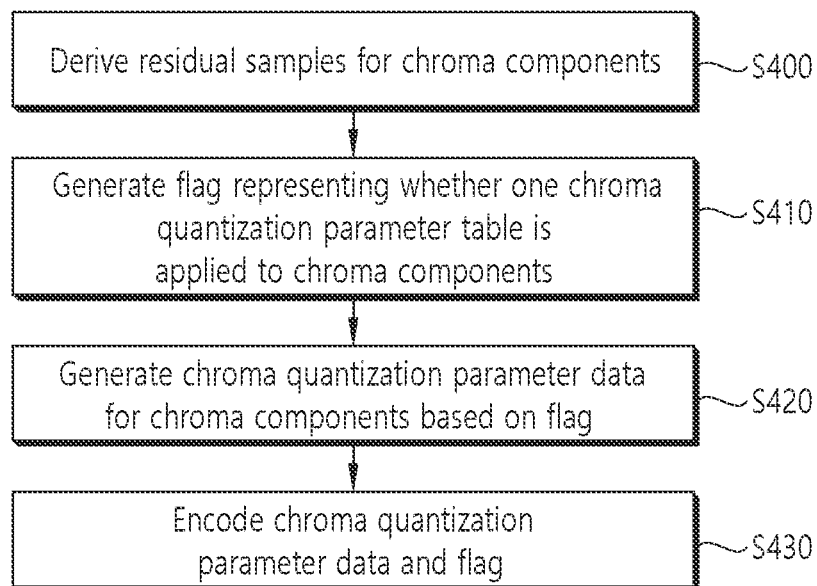 Derive residual samples for chroma components
S400
Generate flag representing whether one chroma
quantization parameter table is
applied to chroma components
S410
Generate chroma quantization parameter data
for chroma components based on flag
S420
Encode chroma quantization
parameter data and flag
S430